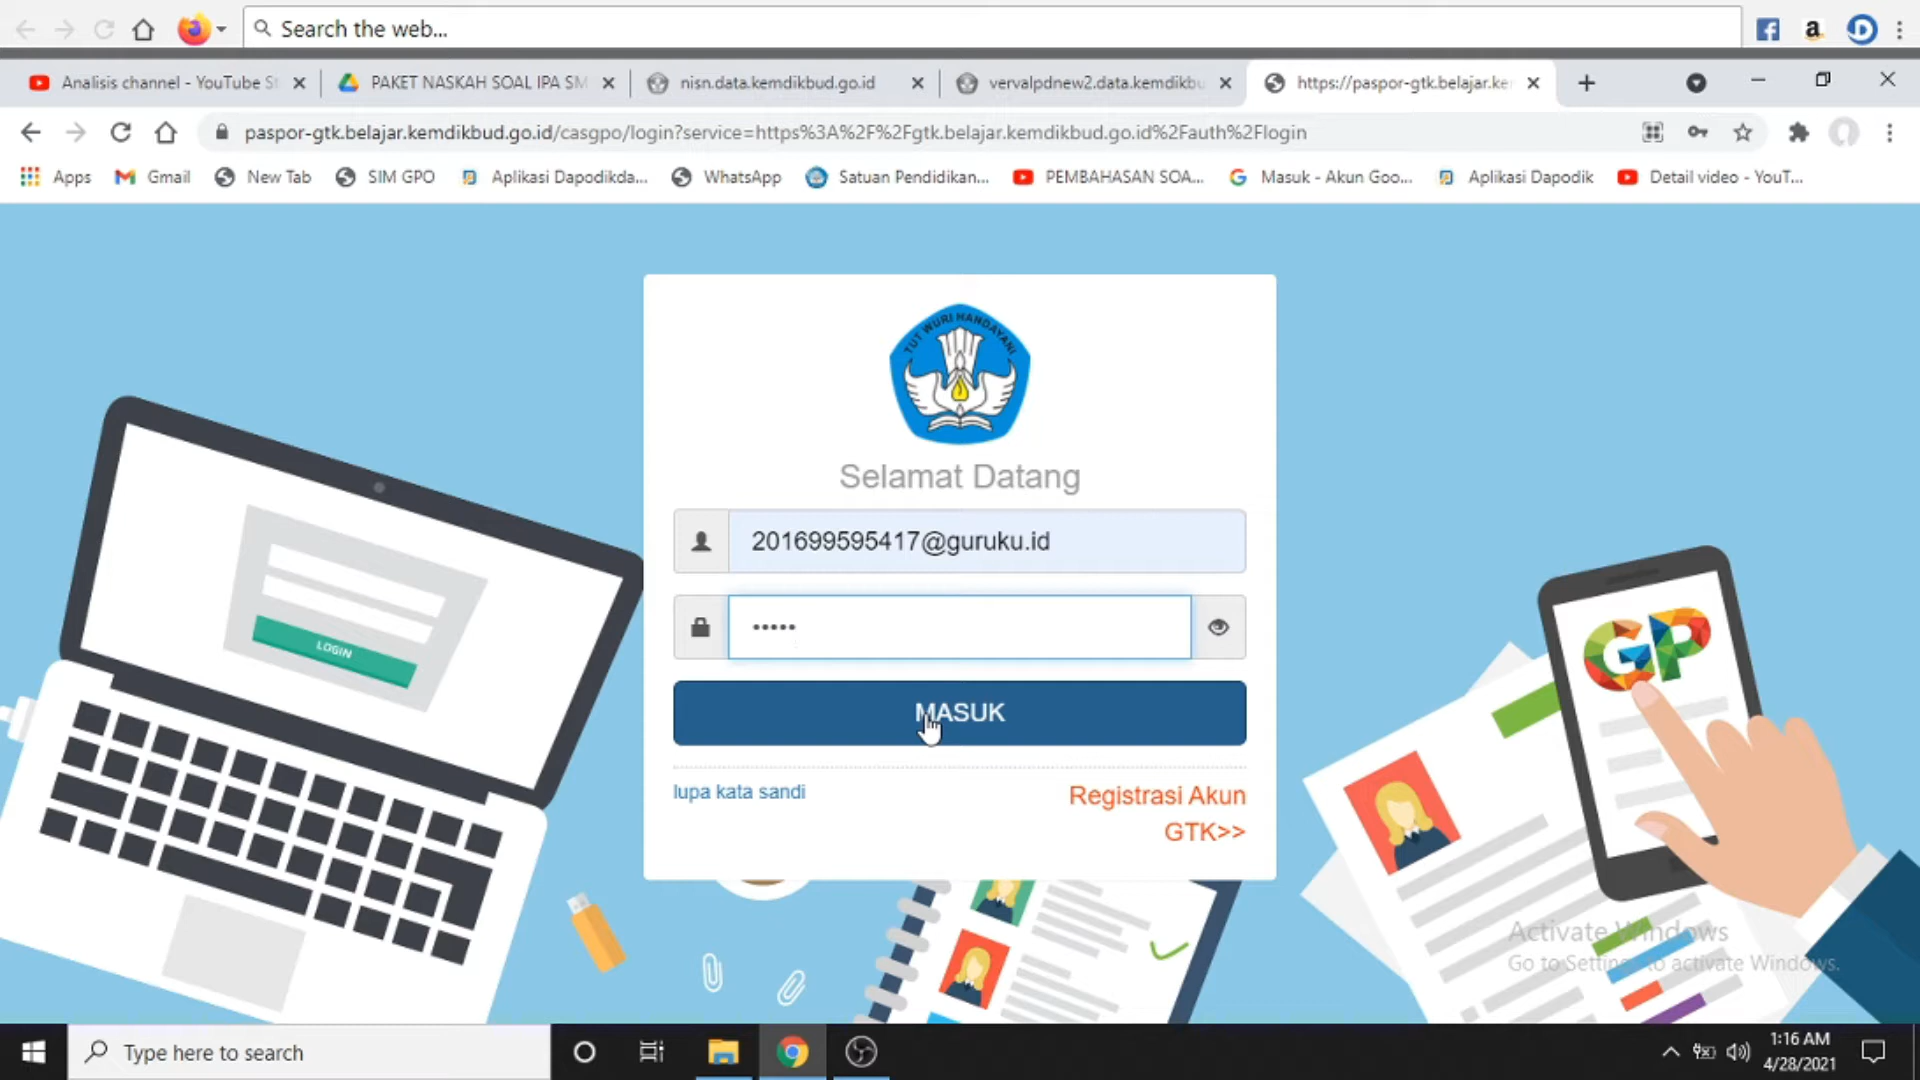 Search the web...
Analisis channel - YouTube St
PAKET NASKAH SOAL IPA SM
nisn.data.kemdikbud.go.id
vervalpdnew2.data.kemdikbu
https://paspor-gtk.belajar.ke
paspor-gtk.belajar.kemdikbud.go.id/casgpo/login?service=https%3A%2F%2Fgtk.belajar.kemdikbud.go.id%2Fauth%2Flogin
Apps
Gmail
New Tab
SIM GPO
Aplikasi Dapodikda...
WhatsApp
Satuan Pendidikan...
PEMBAHASAN SOA...
Masuk - Akun Goo...
Aplikasi Dapodik
Detail video - YouT...
TUT WURI HANDAYANI
Selamat Datang
201699595417@guruku.id
•••••
MASUK
lupa kata sandi
Registrasi Akun
GTK>>
LOGIN
GP
Activate Windows
Go to Settings to activate Windows.
Type here to search
1:16 AM
4/28/2021